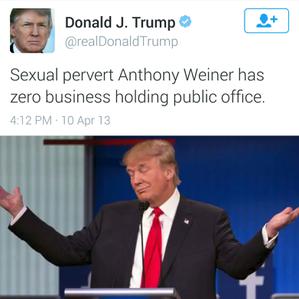 Donald J. Trump
@realDonaldTrump
Sexual pervert Anthony Weiner has
zero business holding public office.
4:12 PM · 10 Apr 13